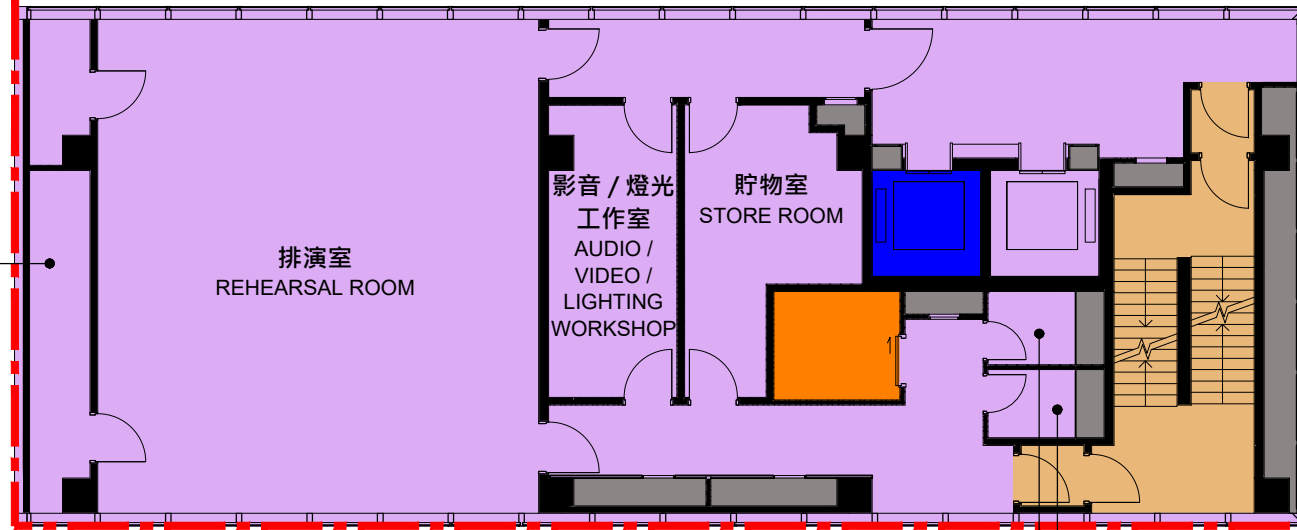 排演室
REHEARSAL ROOM
影音 / 燈光
工作室
AUDIO /
VIDEO /
LIGHTING
WORKSHOP
貯物室
STORE ROOM
1